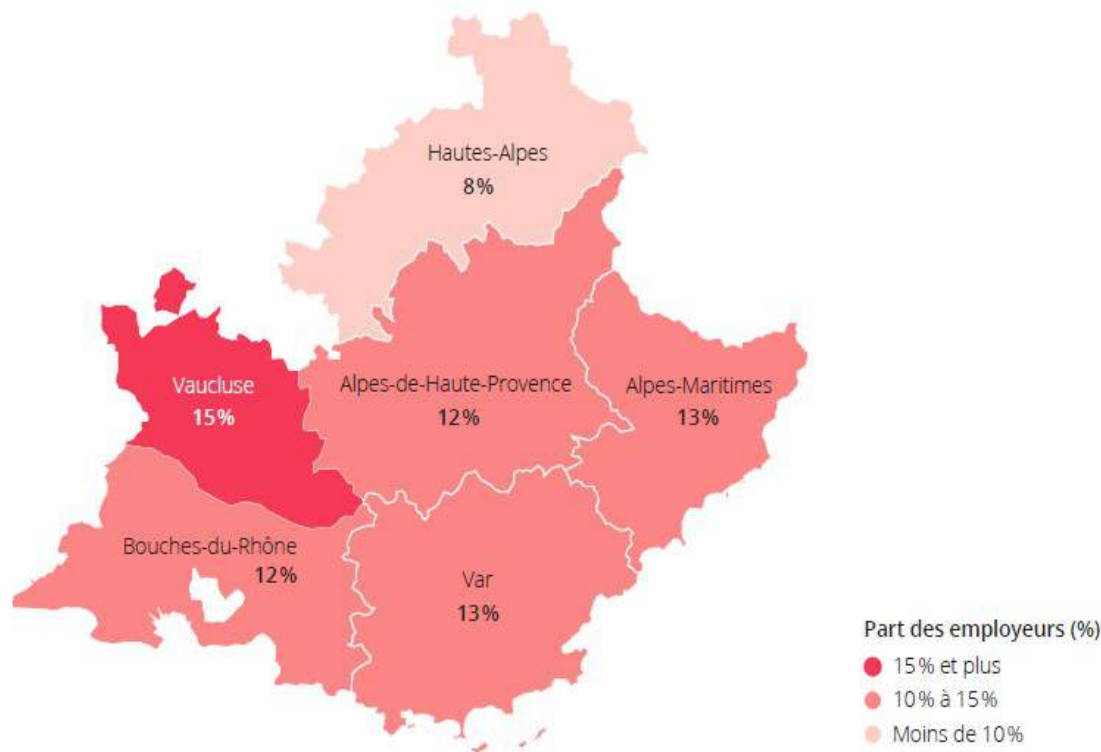 Hautes-Alpes
8%
Vaucluse
15%
Alpes-de-Haute-Provence
12%
Alpes-Maritimes
13%
Bouches-du-Rhône
12%
Var
13%
Part des employeurs (%)
15% et plus
10% à 15%
Moins de 10%